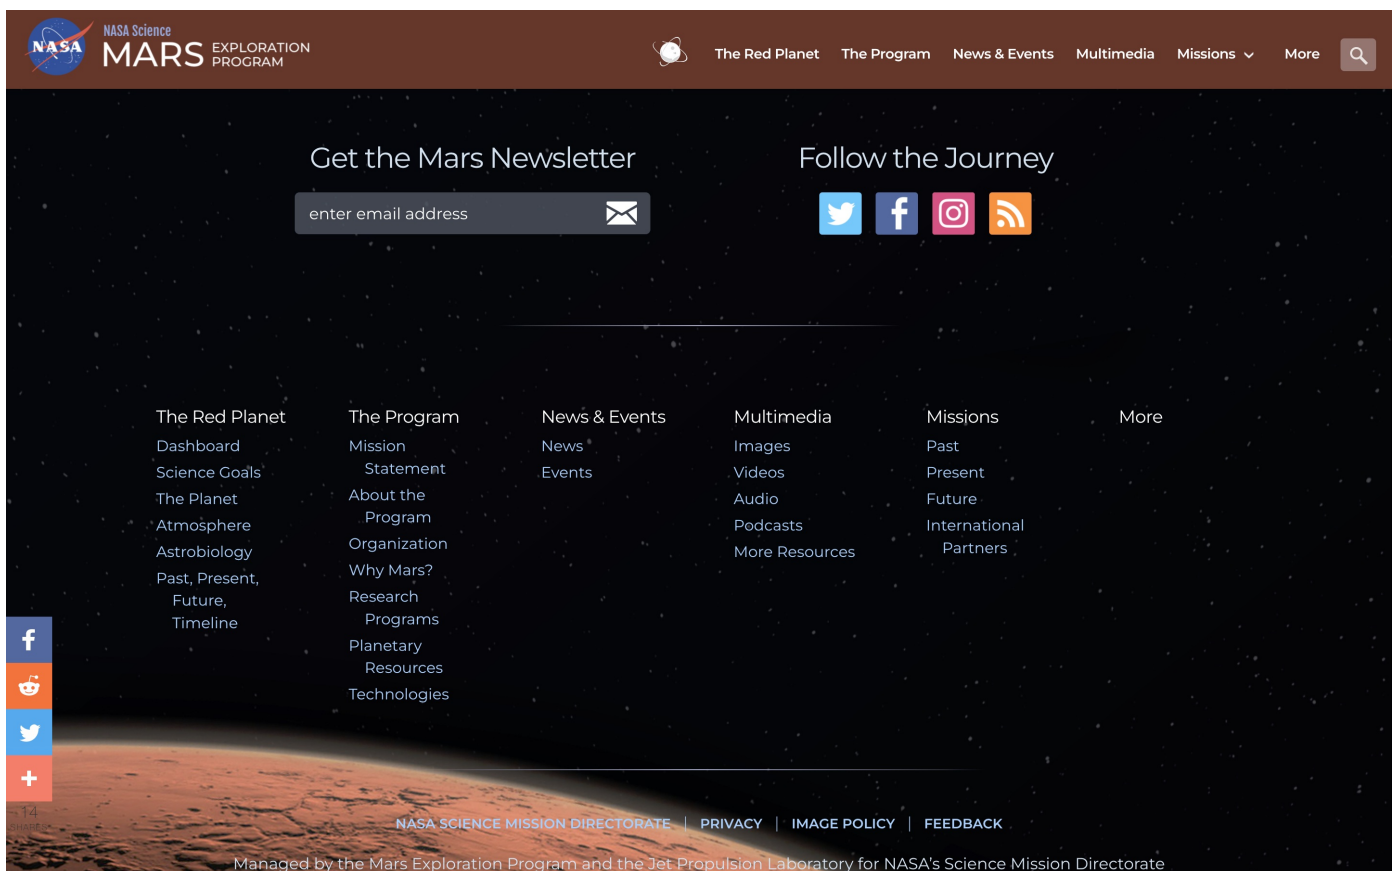 NASA
NASA Science
MARS EXPLORATION PROGRAM
The Red Planet
The Program
News & Events
Multimedia
Missions
More
Get the Mars Newsletter
enter email address
Follow the Journey
The Red Planet
Dashboard
Science Goals
The Planet
Atmosphere
Astrobiology
Past, Present,
Future,
Timeline
The Program
Mission
Statement
About the
Program
Organization
Why Mars?
Research
Programs
Planetary
Resources
Technologies
News & Events
News
Events
Multimedia
Images
Videos
Audio
Podcasts
More Resources
Missions
Past
Present
Future
International
Partners
More
14
SHARES
NASA SCIENCE MISSION DIRECTORATE | PRIVACY | IMAGE POLICY | FEEDBACK
Managed by the Mars Exploration Program and the Jet Propulsion Laboratory for NASA’s Science Mission Directorate